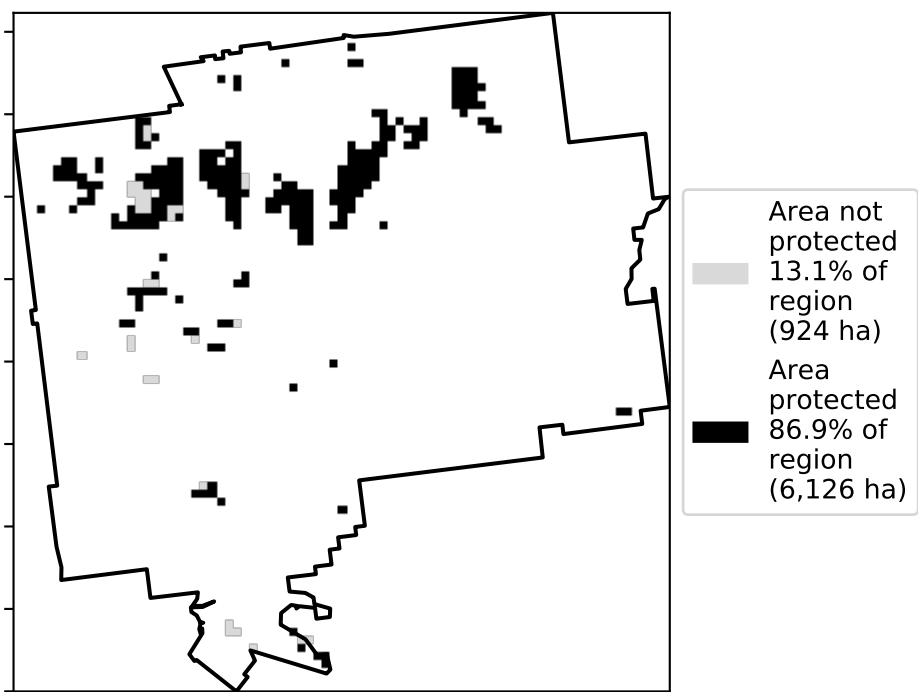 Area not
protected
13.1% of
region
(924 ha)
Area
protected
86.9% of
region
(6,126 ha)